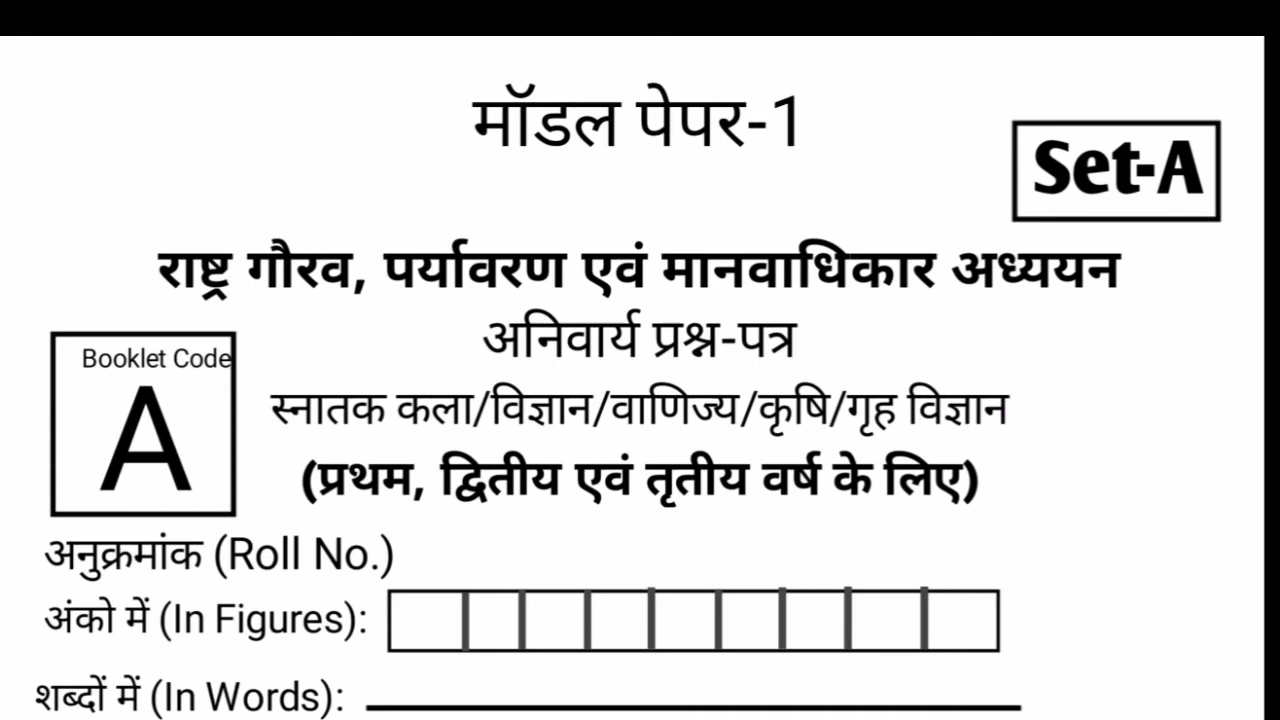 मॉडल पेपर-1
Set-A
राष्ट्र गौरव, पर्यावरण एवं मानवाधिकार अध्ययन
अनिवार्य प्रश्न-पत्र
Booklet Code
A
स्नातक कला/विज्ञान/वाणिज्य/कृषि/गृह विज्ञान
(प्रथम, द्वितीय एवं तृतीय वर्ष के लिए)
अनुक्रमांक (Roll No.)
अंको में (In Figures):
शब्दों में (In Words):